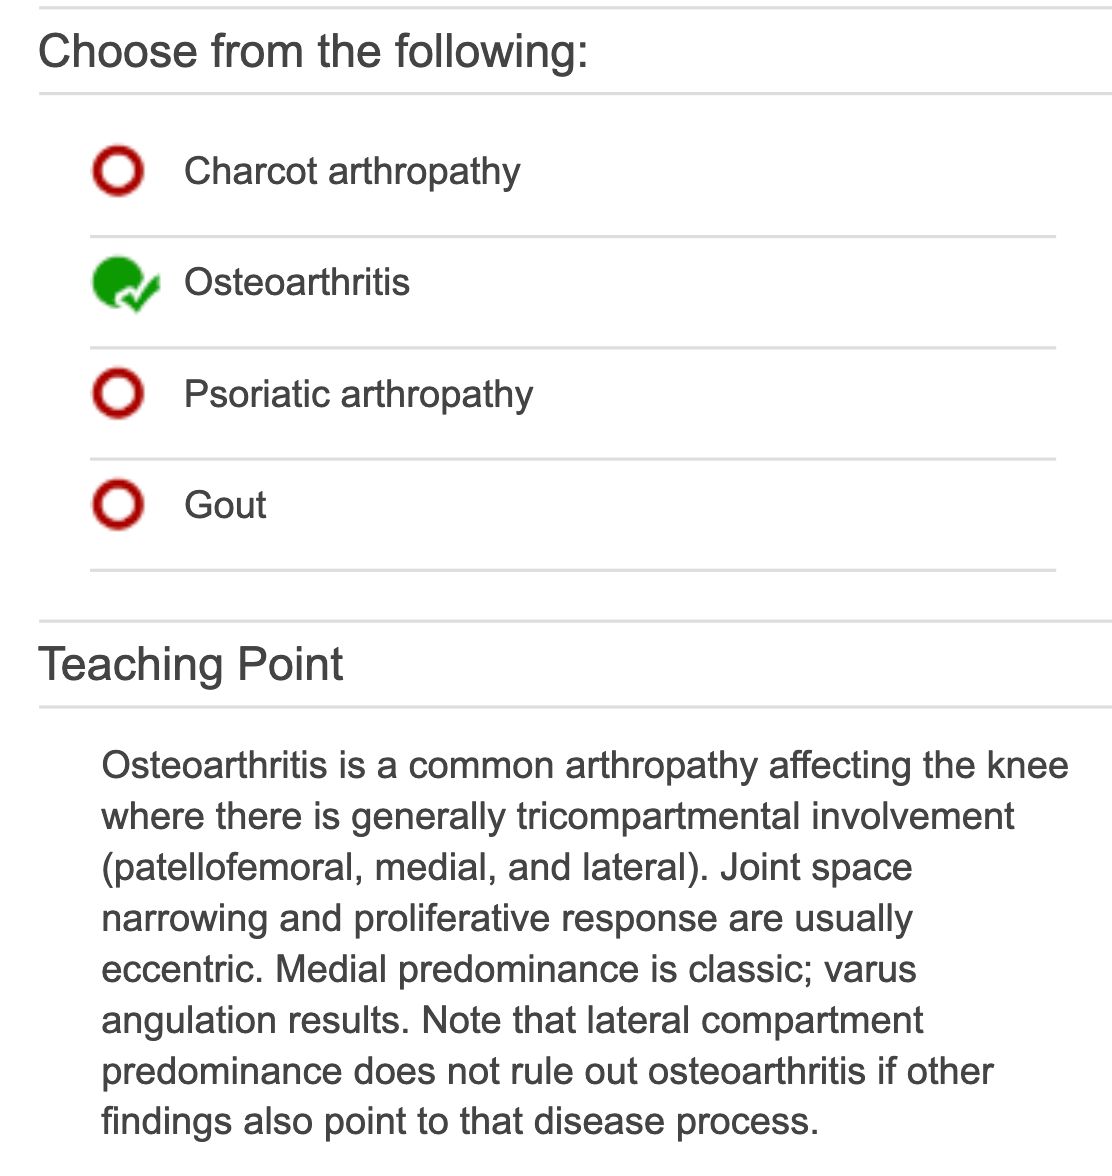 Choose from the following:
Charcot arthropathy
Osteoarthritis
Psoriatic arthropathy
Gout
Teaching Point
Osteoarthritis is a common arthropathy affecting the knee
where there is generally tricompartmental involvement
(patellofemoral, medial, and lateral). Joint space
narrowing and proliferative response are usually
eccentric. Medial predominance is classic; varus
angulation results. Note that lateral compartment
predominance does not rule out osteoarthritis if other
findings also point to that disease process.